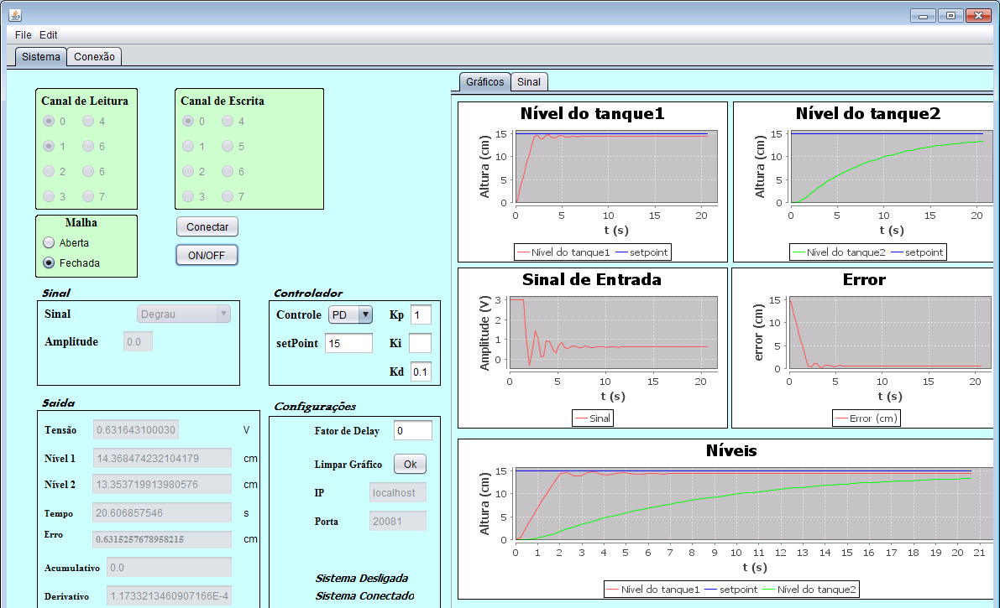 File Edit
Sistema Conexão
Canal de Leitura
0 4
1 6
2 6
3 7
Canal de Escrita
0 4
1 5
2 6
3 7
Malha
Aberta
Fechada
Conectar
ON/OFF
Sinal
Sinal Degrau
Amplitude 0.0
Controlador
Controle PD Kp 1
setPoint 15 Ki
Kd 0.1
Saida
Tensão 0.631643100030 V
Nível 1 14.368474232104179 cm
Nível 2 13.353719913980576 cm
Tempo 20.606857546 s
Erro 0.6315257678958215 cm
Acumulativo 0.0
Derivativo 1.1733213460907166E-4
Configurações
Fator de Delay 0
Limpar Gráfico Ok
IP localhost
Porta 20081
Sistema Desligada
Sistema Conectado
Gráficos Sinal
Nível do tanque1
Altura (cm)
15
10
5
0
0 5 10 15 20
t (s)
Nível do tanque1 setpoint
Nível do tanque2
Altura (cm)
15
10
5
0
0 5 10 15 20
t (s)
Nível do tanque2 setpoint
Sinal de Entrada
Amplitude (V)
3
2
1
0
0 5 10 15 20
t (s)
Sinal
Error
error (cm)
15
10
5
0
0 5 10 15 20
t (s)
Error (cm)
Níveis
Altura (cm)
15
10
5
0
0 1 2 3 4 5 6 7 8 9 10 11 12 13 14 15 16 17 18 19 20 21
t (s)
Nível do tanque1 setpoint Nível do tanque2